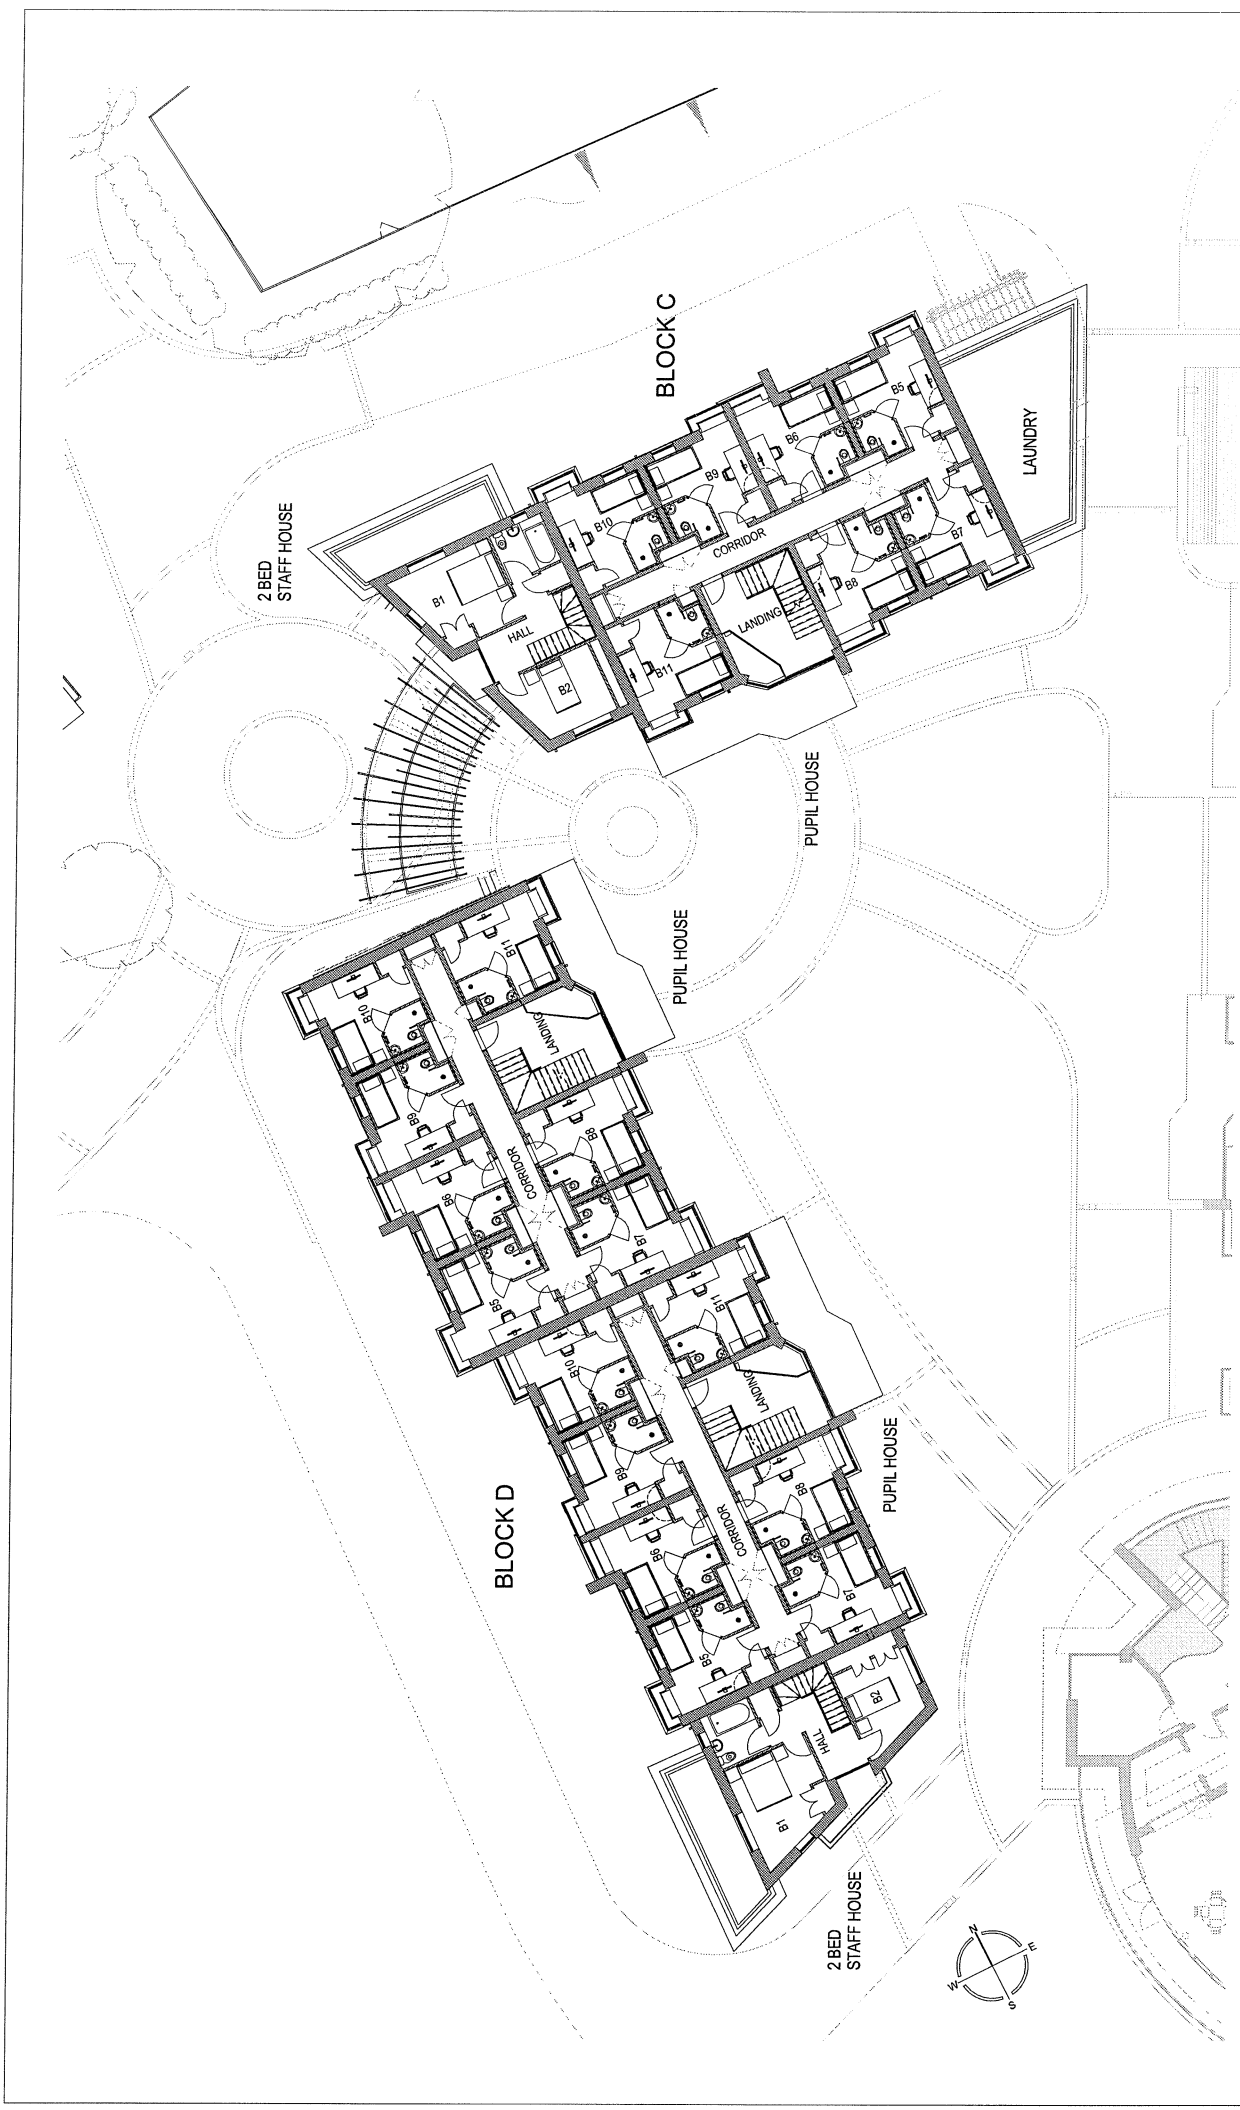 BLOCK C
2 BED
STAFF HOUSE
B1
HALL
B2
B10
B9
B6
B5
CORRIDOR
LANDING
B11
B8
B7
LAUNDRY
PUPIL HOUSE
BLOCK D
PUPIL HOUSE
B10
B11
LANDING
B9
B8
CORRIDOR
B6
B7
B5
B10
B11
LANDING
B9
B8
CORRIDOR
B6
B7
B5
PUPIL HOUSE
B2
HALL
B1
2 BED
STAFF HOUSE
N
E
S
W